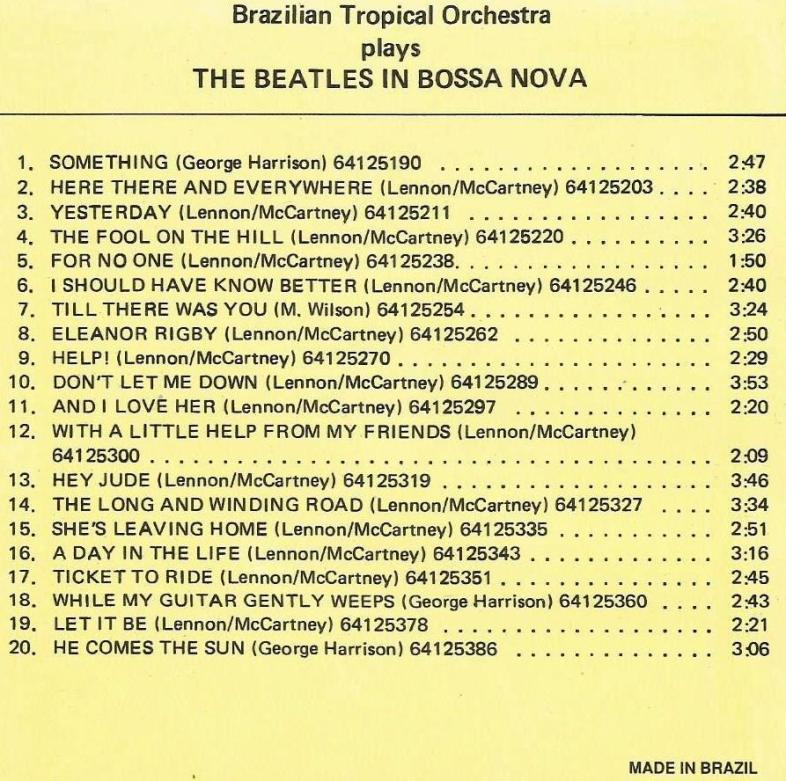 Brazilian Tropical Orchestra
plays
THE BEATLES IN BOSSA NOVA
1. SOMETHING (George Harrison) 64125190 . . . . . . . . . . . . . . . . . . . 2:47
2. HERE THERE AND EVERYWHERE (Lennon/McCartney) 64125203 . . . . 2:38
3. YESTERDAY (Lennon/McCartney) 64125211 . . . . . . . . . . . . . . . . . 2:40
4. THE FOOL ON THE HILL (Lennon/McCartney) 64125220 . . . . . . . . . . 3:26
5. FOR NO ONE (Lennon/McCartney) 64125238. . . . . . . . . . . . . . . . . . 1:50
6. I SHOULD HAVE KNOW BETTER (Lennon/McCartney) 64125246 . . . . . 2:40
7. TILL THERE WAS YOU (M. Wilson) 64125254 . . . . . . . . . . . . . . . . . 3:24
8. ELEANOR RIGBY (Lennon/McCartney) 64125262 . . . . . . . . . . . . . . 2:50
9. HELP! (Lennon/McCartney) 64125270 . . . . . . . . . . . . . . . . . . . . . . 2:29
10. DON'T LET ME DOWN (Lennon/McCartney) 64125289 . . . . . . . . . . . . 3:53
11. AND I LOVE HER (Lennon/McCartney) 64125297 . . . . . . . . . . . . . . 2:20
12. WITH A LITTLE HELP FROM MY FRIENDS (Lennon/McCartney)
64125300 . . . . . . . . . . . . . . . . . . . . . . . . . . . . . . . . . . . . . . . 2:09
13. HEY JUDE (Lennon/McCartney) 64125319 . . . . . . . . . . . . . . . . . . . 3:46
14. THE LONG AND WINDING ROAD (Lennon/McCartney) 64125327 . . . . 3:34
15. SHE'S LEAVING HOME (Lennon/McCartney) 64125335 . . . . . . . . . . . 2:51
16. A DAY IN THE LIFE (Lennon/McCartney) 64125343 . . . . . . . . . . . . . 3:16
17. TICKET TO RIDE (Lennon/McCartney) 64125351 . . . . . . . . . . . . . . . 2:45
18. WHILE MY GUITAR GENTLY WEEPS (George Harrison) 64125360 . . . . 2:43
19. LET IT BE (Lennon/McCartney) 64125378 . . . . . . . . . . . . . . . . . . . 2:21
20. HE COMES THE SUN (George Harrison) 64125386 . . . . . . . . . . . . . . 3:06
MADE IN BRAZIL